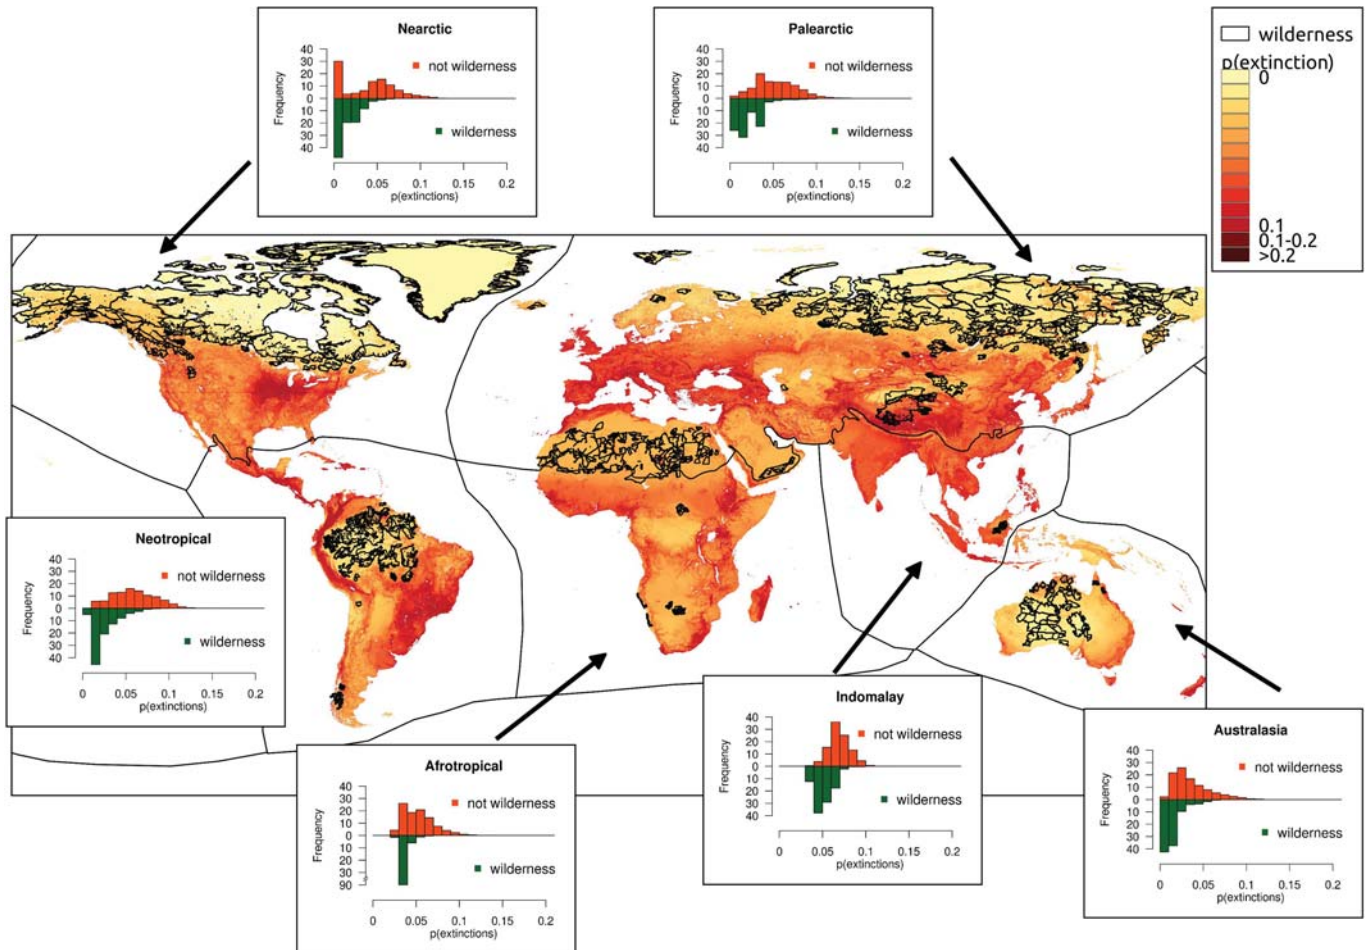 Nearctic
40
30
20
10
0
10
20
30
40
Frequency
not wilderness
wilderness
0 0.05 0.1 0.15 0.2
p(extinctions)
Palearctic
40
30
20
10
0
10
20
30
40
Frequency
not wilderness
wilderness
0 0.05 0.1 0.15 0.2
p(extinctions)
wilderness
p(extinction)
0
0.1
0.1-0.2
>0.2
Neotropical
40
30
20
10
0
10
20
30
40
Frequency
not wilderness
wilderness
0 0.05 0.1 0.15 0.2
p(extinctions)
Afrotropical
40
30
20
10
0
10
20
30
90
Frequency
not wilderness
wilderness
0 0.05 0.1 0.15 0.2
p(extinctions)
Indomalay
40
30
20
10
0
10
20
30
40
Frequency
not wilderness
wilderness
0 0.05 0.1 0.15 0.2
p(extinctions)
Australasia
40
30
20
10
0
10
20
30
40
Frequency
not wilderness
wilderness
0 0.05 0.1 0.15 0.2
p(extinctions)